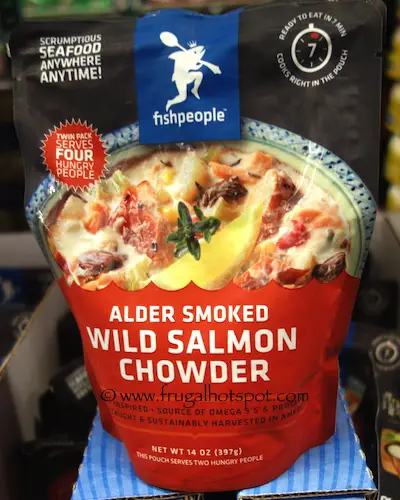 SCRUMPTIOUS
SEAFOOD
ANYWHERE
ANYTIME!
READY TO EAT IN 7 MIN
7
COOKS RIGHT IN THE POUCH
fishpeople™
TWIN PACK
SERVES
FOUR
HUNGRY
PEOPLE
ALDER SMOKED
WILD SALMON
CHOWDER
© www.frugalhotspot.com
INSPIRED • SOURCE OF OMEGA 3'S &
& SUSTAINABLY HARVESTED IN
NET WT 14 OZ (397g)
THIS POUCH SERVES TWO HUNGRY PEOPLE